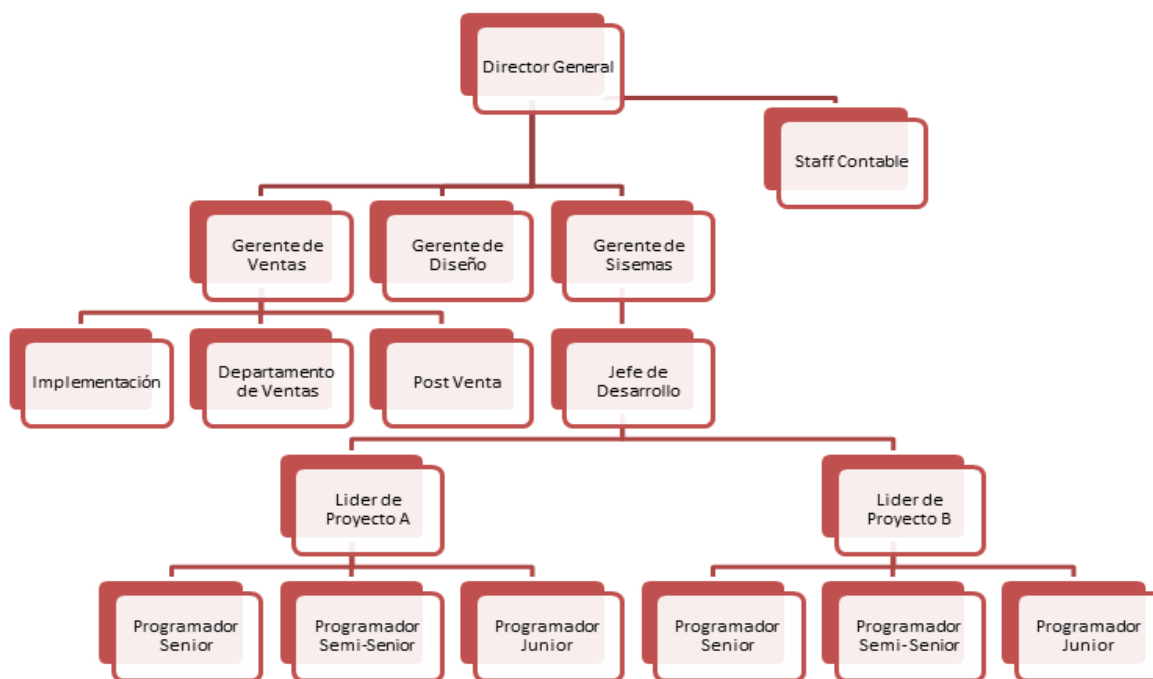 Director General
Staff Contable
Gerente de
Ventas
Gerente de
Diseño
Gerente de
Sisemas
Implementación
Departamento
de Ventas
Post Venta
Jefe de
Desarrollo
Lider de
Proyecto A
Lider de
Proyecto B
Programador
Senior
Programador
Semi-Senior
Programador
Junior
Programador
Senior
Programador
Semi- Senior
Programador
Junior